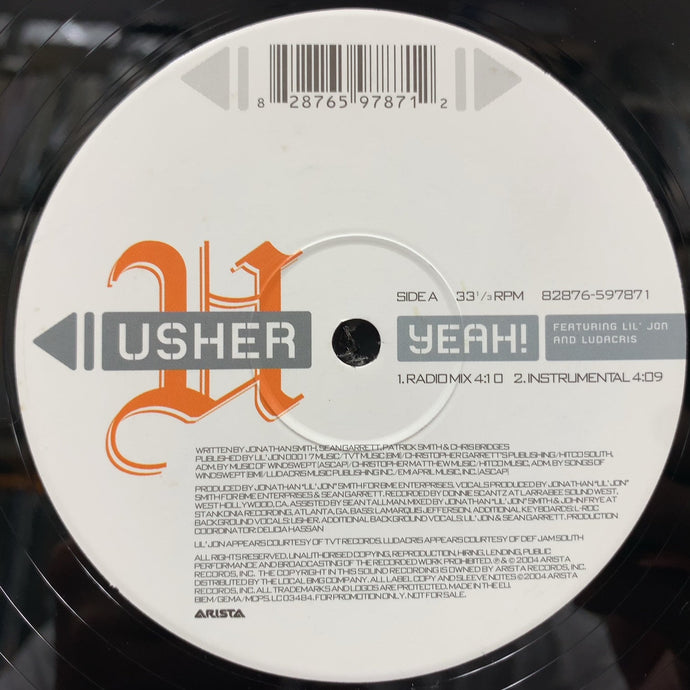 8 28765 97871 2
U
USHER
SIDE A 33 1/3 RPM 82876-597871
YEAH! FEATURING LIL' JON
AND LUDACRIS
1. RADIO MIX 4:10 2. INSTRUMENTAL 4:09
WRITTEN BY JONATHAN SMITH, SEAN GARRETT, PATRICK SMITH & CHRIS BRIDGES
PUBLISHED BY LIL' JON 00017 MUSIC / TVT MUSIC (BMI)/ CHRISTOPHER GARRETT'S PUBLISHING / HITCO SOUTH,
ADM. BY MUSIC OF WINDSWEPT (ASCAP)/ CHRISTOPHER MATTHEW MUSIC / HITCO MUSIC, ADM. BY SONGS OF
WINDSWEPT (BMI)/ LUDACRIS MUSIC PUBLISHING INC. / EMI APRIL MUSIC, INC. (ASCAP)
PRODUCED BY JONATHAN "LIL' JON" SMITH FOR BME ENTERPRISES. VOCALS PRODUCED BY JONATHAN "LIL' JON"
SMITH FOR BME ENTERPRISES & SEAN GARRETT. RECORDED BY DONNIE SCANTZ AT LARRABEE SOUND WEST,
WEST HOLLYWOOD, CA. ASSISTED BY SEAN TALLMAN. MIXED BY JONATHAN "LIL' JON" SMITH & JOHN FRYE AT
STANKONIA RECORDING, ATLANTA, GA. BASS: LAMARQUIS JEFFERSON. ADDITIONAL KEYBOARDS: L-ROC
BACKGROUND VOCALS: USHER. ADDITIONAL BACKGROUND VOCALS: LIL' JON & SEAN GARRETT. PRODUCTION
COORDINATOR: DELICIA HASSAN
LIL' JON APPEARS COURTESY OF TVT RECORDS. LUDACRIS APPEARS COURTESY OF DEF JAM SOUTH
ALL RIGHTS RESERVED. UNAUTHORISED COPYING, REPRODUCTION, HIRING, LENDING, PUBLIC
PERFORMANCE AND BROADCASTING OF THE RECORDED WORK PROHIBITED. ℗ & © 2004 ARISTA
RECORDS, INC. THE COPYRIGHT IN THIS SOUND RECORDING IS OWNED BY ARISTA RECORDS, INC.
DISTRIBUTED BY THE LOCAL BMG COMPANY. ALL LABEL COPY AND SLEEVE NOTES © 2004 ARISTA
RECORDS, INC. ALL TRADEMARKS AND LOGOS ARE PROTECTED. MADE IN THE EU.
BIEM/GEMA/MCPS. LC 03484. FOR PROMOTION ONLY. NOT FOR SALE.
ARISTA